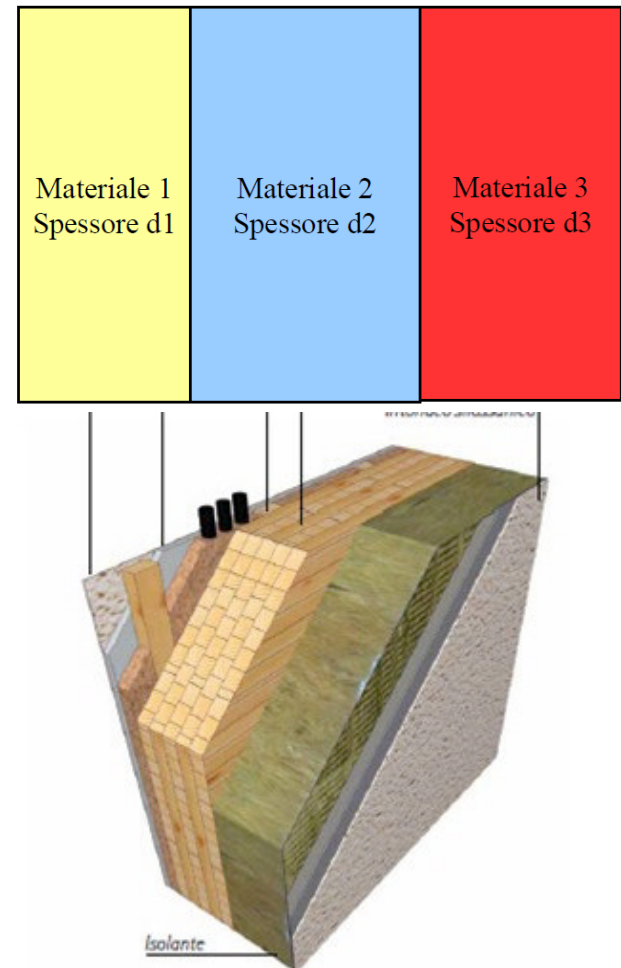 Materiale 1
Spessore d1
Materiale 2
Spessore d2
Materiale 3
Spessore d3
Isolante